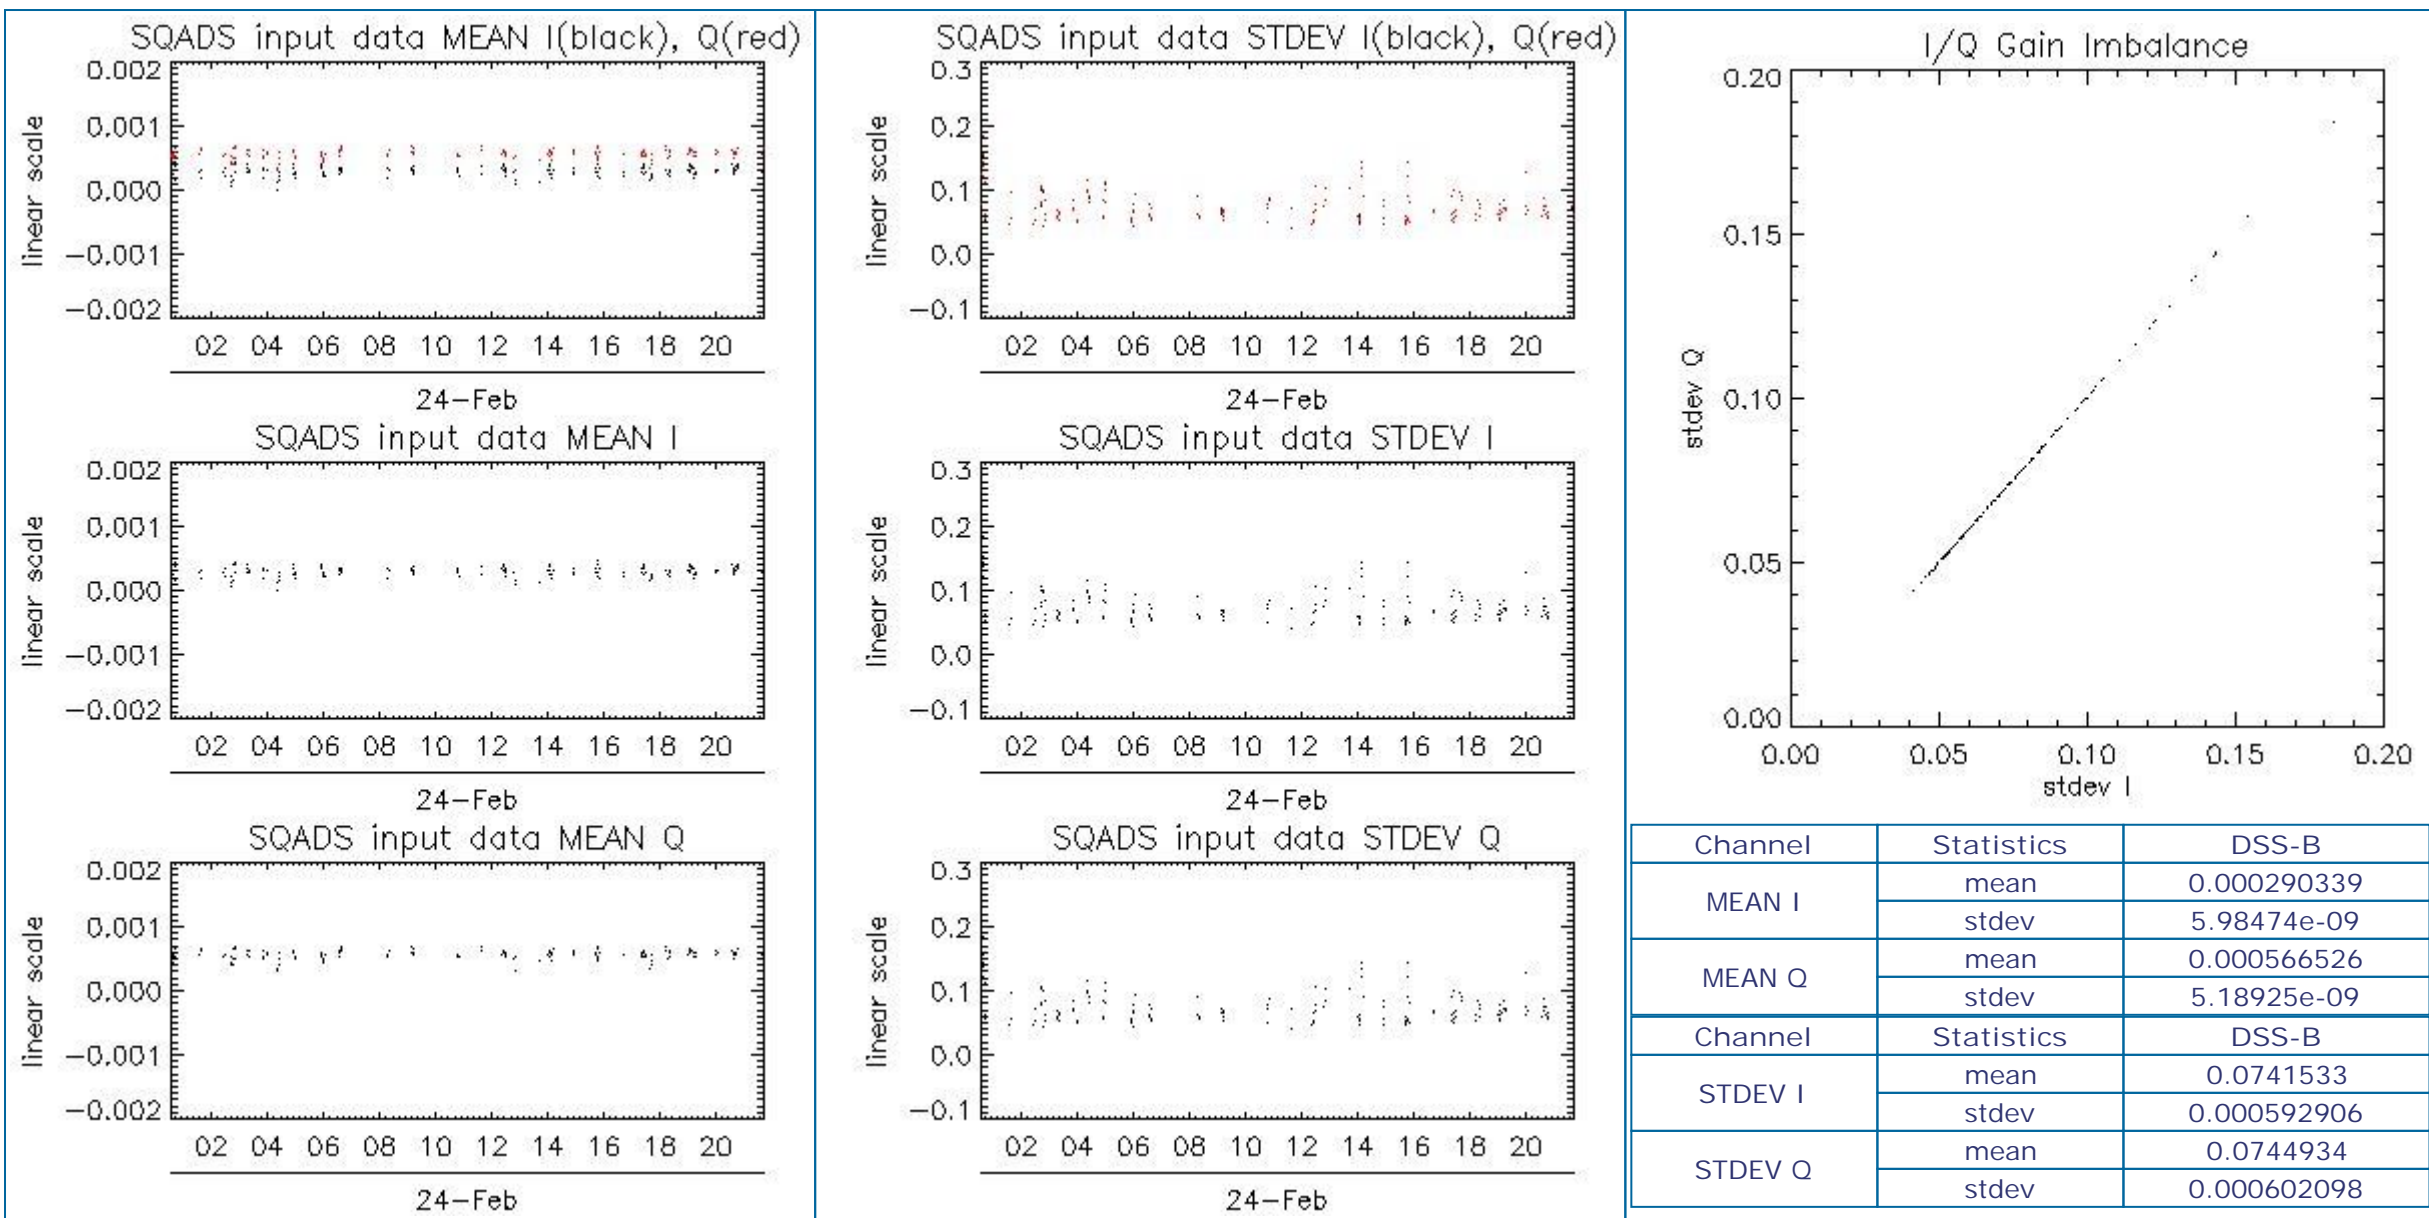 SQADS input data MEAN I(black), Q(red)
linear scale
0.002
0.001
0.000
−0.001
−0.002
02 04 06 08 10 12 14 16 18 20
24−Feb
SQADS input data MEAN I
linear scale
0.002
0.001
0.000
−0.001
−0.002
02 04 06 08 10 12 14 16 18 20
24−Feb
SQADS input data MEAN Q
linear scale
0.002
0.001
0.000
−0.001
−0.002
02 04 06 08 10 12 14 16 18 20
24−Feb
SQADS input data STDEV I(black), Q(red)
linear scale
0.3
0.2
0.1
0.0
−0.1
02 04 06 08 10 12 14 16 18 20
24−Feb
SQADS input data STDEV I
linear scale
0.3
0.2
0.1
0.0
−0.1
02 04 06 08 10 12 14 16 18 20
24−Feb
SQADS input data STDEV Q
linear scale
0.3
0.2
0.1
0.0
−0.1
02 04 06 08 10 12 14 16 18 20
24−Feb
I/Q Gain Imbalance
stdev Q
0.20
0.15
0.10
0.05
0.00
0.00 0.05 0.10 0.15 0.20
stdev I
Channel Statistics DSS-B
MEAN I mean 0.000290339
stdev 5.98474e-09
MEAN Q mean 0.000566526
stdev 5.18925e-09
Channel Statistics DSS-B
STDEV I mean 0.0741533
stdev 0.000592906
STDEV Q mean 0.0744934
stdev 0.000602098